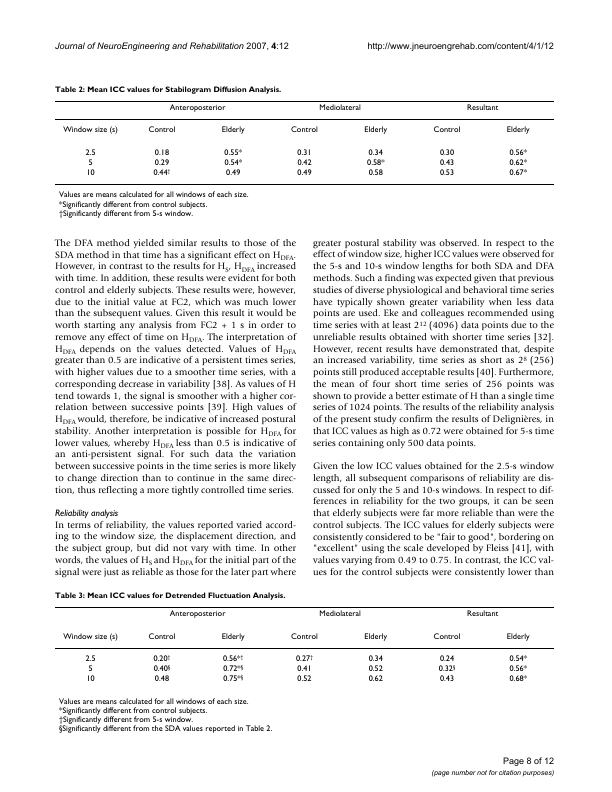 Journal of NeuroEngineering and Rehabilitation 2007, 4:12 http://www.jneuroengrehab.com/content/4/1/12
Table 2: Mean ICC values for Stabilogram Diffusion Analysis.
Anteroposterior Mediolateral Resultant
Window size (s) Control Elderly Control Elderly Control Elderly
2.5 0.18 0.55* 0.31 0.34 0.30 0.56*
5 0.29 0.54* 0.42 0.58* 0.43 0.62*
10 0.44† 0.49 0.49 0.58 0.53 0.67*
Values are means calculated for all windows of each size.
*Significantly different from control subjects.
†Significantly different from 5-s window.
The DFA method yielded similar results to those of the
SDA method in that time has a significant effect on HDFA.
However, in contrast to the results for HS, HDFA increased
with time. In addition, these results were evident for both
control and elderly subjects. These results were, however,
due to the initial value at FC2, which was much lower
than the subsequent values. Given this result it would be
worth starting any analysis from FC2 + 1 s in order to
remove any effect of time on HDFA. The interpretation of
HDFA depends on the values detected. Values of HDFA
greater than 0.5 are indicative of a persistent times series,
with higher values due to a smoother time series, with a
corresponding decrease in variability [38]. As values of H
tend towards 1, the signal is smoother with a higher cor-
relation between successive points [39]. High values of
HDFA would, therefore, be indicative of increased postural
stability. Another interpretation is possible for HDFA for
lower values, whereby HDFA less than 0.5 is indicative of
an anti-persistent signal. For such data the variation
between successive points in the time series is more likely
to change direction than to continue in the same direc-
tion, thus reflecting a more tightly controlled time series.
Reliability analysis
In terms of reliability, the values reported varied accord-
ing to the window size, the displacement direction, and
the subject group, but did not vary with time. In other
words, the values of HS and HDFA for the initial part of the
signal were just as reliable as those for the later part where
greater postural stability was observed. In respect to the
effect of window size, higher ICC values were observed for
the 5-s and 10-s window lengths for both SDA and DFA
methods. Such a finding was expected given that previous
studies of diverse physiological and behavioral time series
have typically shown greater variability when less data
points are used. Eke and colleagues recommended using
time series with at least 2¹² (4096) data points due to the
unreliable results obtained with shorter time series [32].
However, recent results have demonstrated that, despite
an increased variability, time series as short as 2⁸ (256)
points still produced acceptable results [40]. Furthermore,
the mean of four short time series of 256 points was
shown to provide a better estimate of H than a single time
series of 1024 points. The results of the reliability analysis
of the present study confirm the results of Delignières, in
that ICC values as high as 0.72 were obtained for 5-s time
series containing only 500 data points.
Given the low ICC values obtained for the 2.5-s window
length, all subsequent comparisons of reliability are dis-
cussed for only the 5 and 10-s windows. In respect to dif-
ferences in reliability for the two groups, it can be seen
that elderly subjects were far more reliable than were the
control subjects. The ICC values for elderly subjects were
consistently considered to be "fair to good", bordering on
"excellent" using the scale developed by Fleiss [41], with
values varying from 0.49 to 0.75. In contrast, the ICC val-
ues for the control subjects were consistently lower than
Table 3: Mean ICC values for Detrended Fluctuation Analysis.
Anteroposterior Mediolateral Resultant
Window size (s) Control Elderly Control Elderly Control Elderly
2.5 0.20† 0.56*† 0.27† 0.34 0.24 0.54*
5 0.40§ 0.72*§ 0.41 0.52 0.32§ 0.56*
10 0.48 0.75*§ 0.52 0.62 0.43 0.68*
Values are means calculated for all windows of each size.
*Significantly different from control subjects.
†Significantly different from 5-s window.
§Significantly different from the SDA values reported in Table 2.
Page 8 of 12
(page number not for citation purposes)